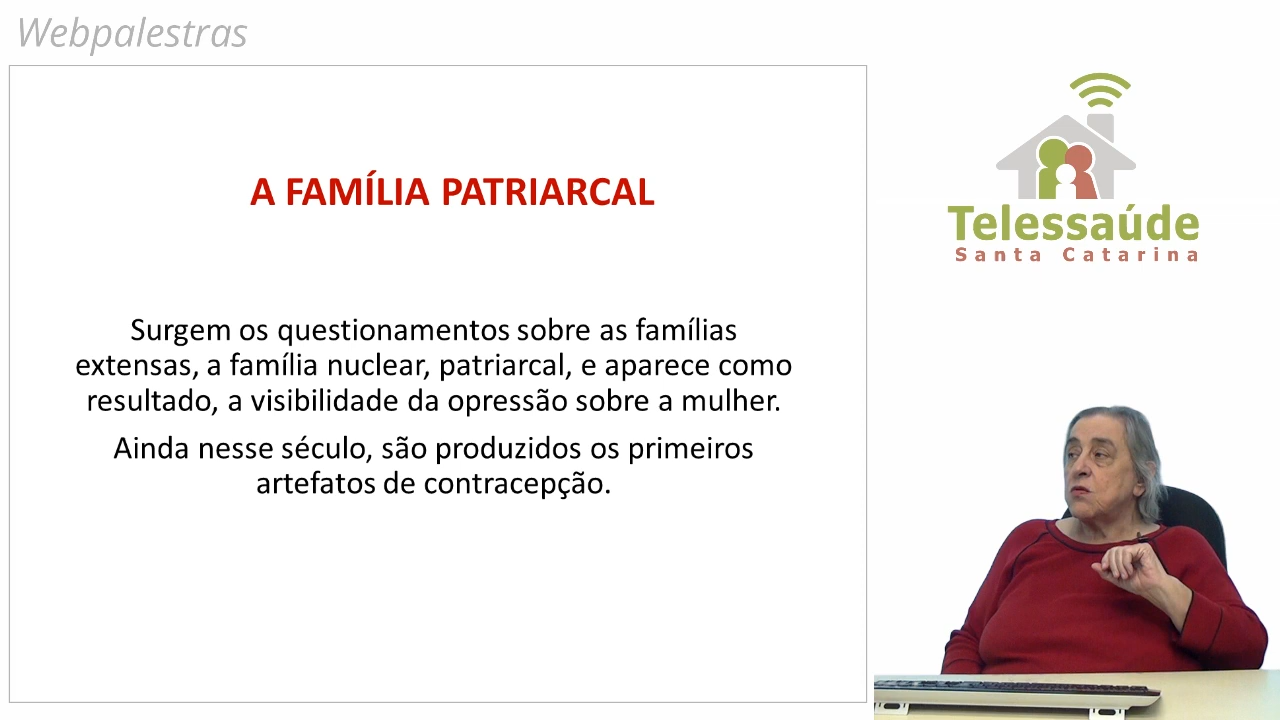 Webpalestras
A FAMÍLIA PATRIARCAL
Surgem os questionamentos sobre as famílias
extensas, a família nuclear, patriarcal, e aparece como
resultado, a visibilidade da opressão sobre a mulher.
Ainda nesse século, são produzidos os primeiros
artefatos de contracepção.
Telessaúde
Santa Catarina